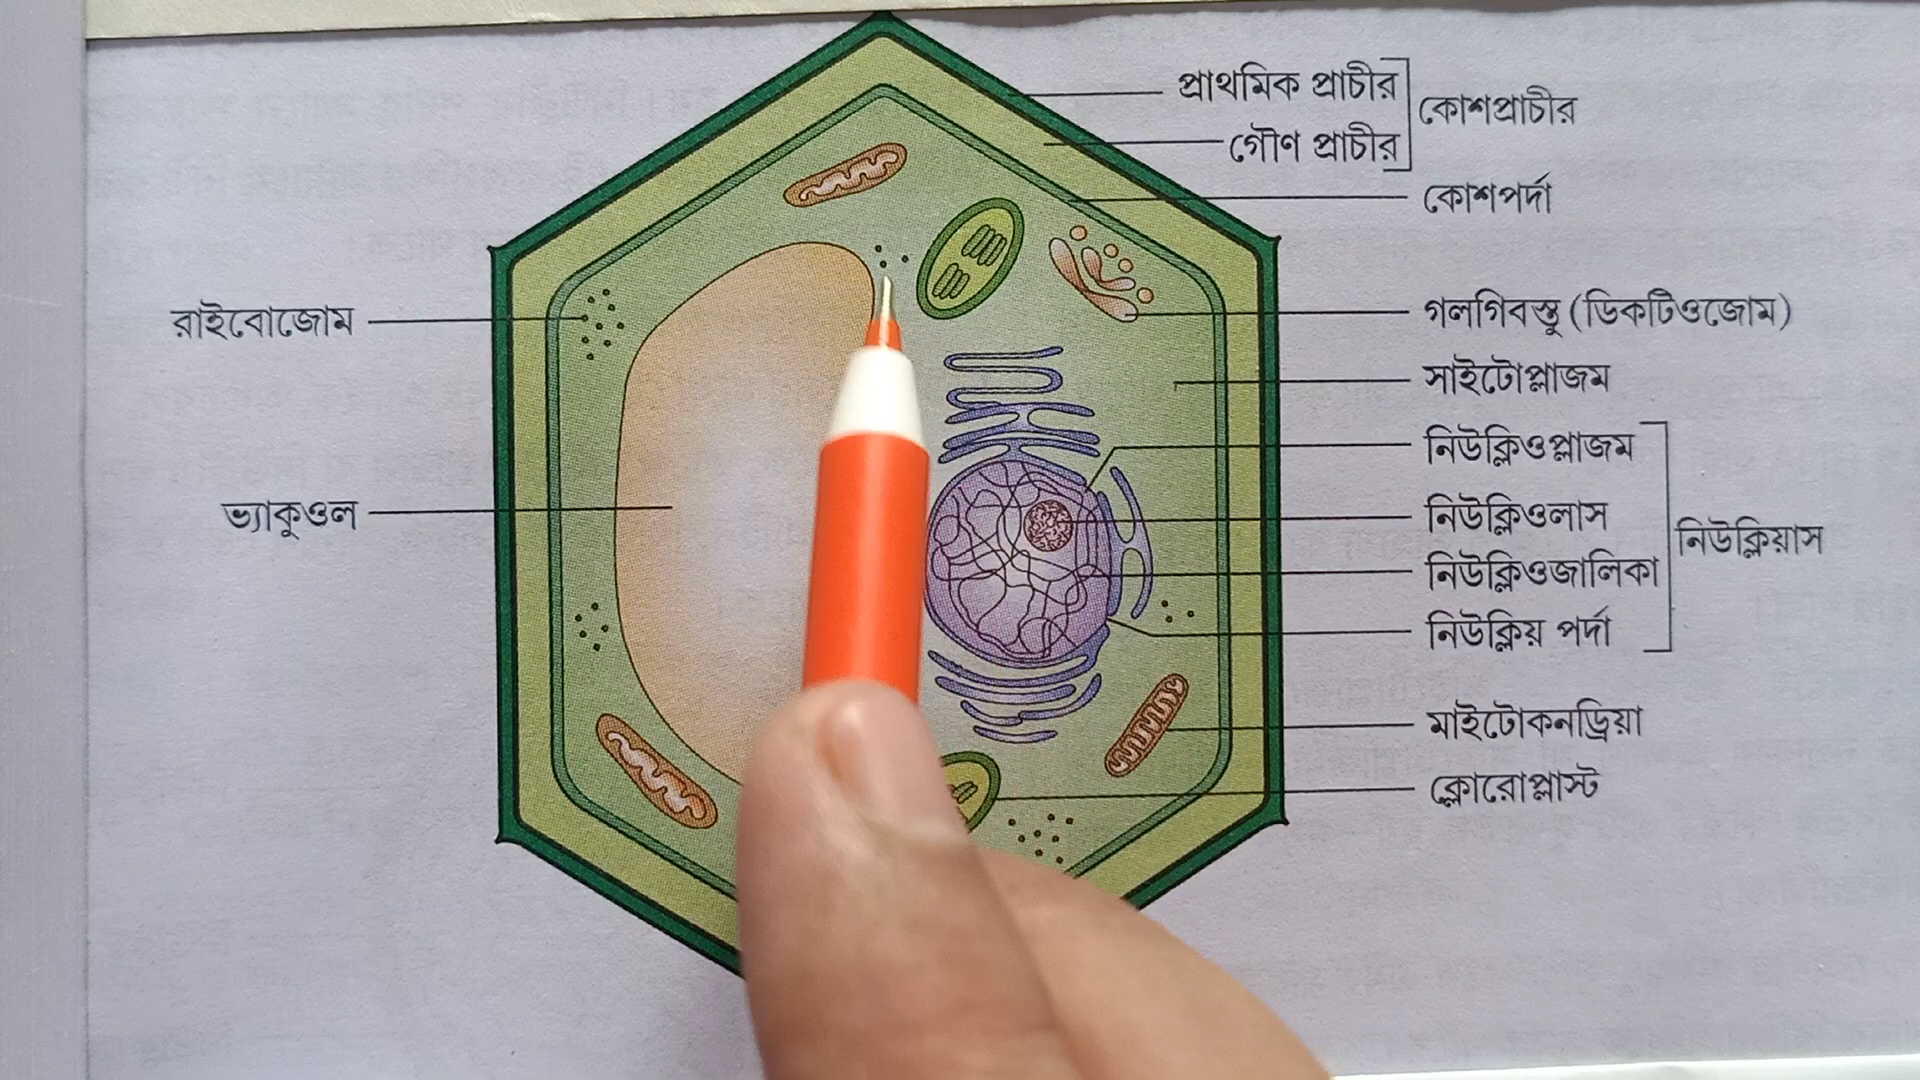 প্রাথমিক প্রাচীর
কোশপ্রাচীর
গৌণ প্রাচীর
কোশপর্দা
রাইবোজোম
গলগিবস্তু (ডিকটিওজোম)
সাইটোপ্লাজম
নিউক্লিওপ্লাজম
ভ্যাকুওল
নিউক্লিওলাস
নিউক্লিয়াস
নিউক্লিওজালিকা
নিউক্লিয় পর্দা
মাইটোকনড্রিয়া
ক্লোরোপ্লাস্ট